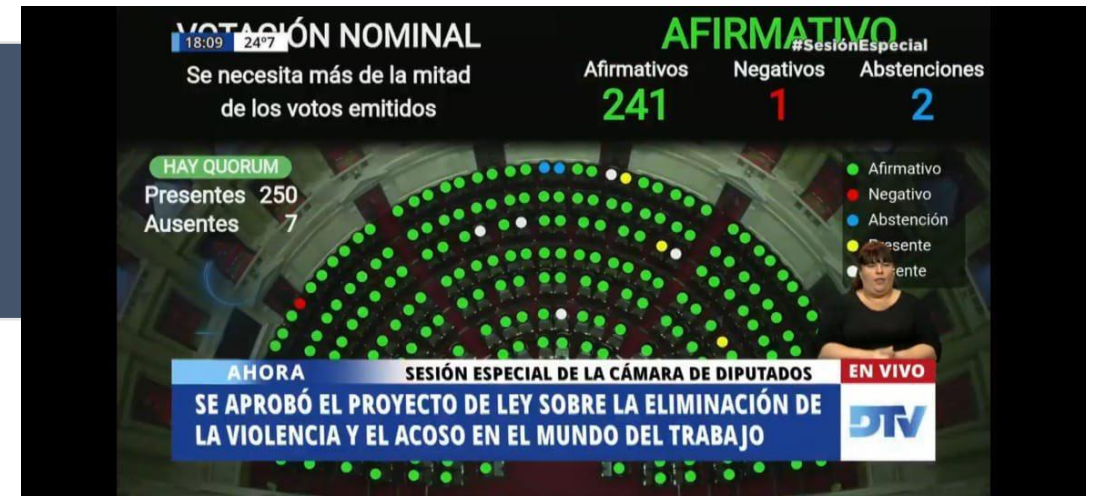 18:09 24º7
ÓN NOMINAL
Se necesita más de la mitad
de los votos emitidos
AFIRMATIVO
#SesiónEspecial
Afirmativos Negativos Abstenciones
241 1 2
HAY QUORUM
Presentes 250
Ausentes 7
Afirmativo
Negativo
Abstención
AHORA
SESIÓN ESPECIAL DE LA CÁMARA DE DIPUTADOS
EN VIVO
SE APROBÓ EL PROYECTO DE LEY SOBRE LA ELIMINACIÓN DE
LA VIOLENCIA Y EL ACOSO EN EL MUNDO DEL TRABAJO
DTV